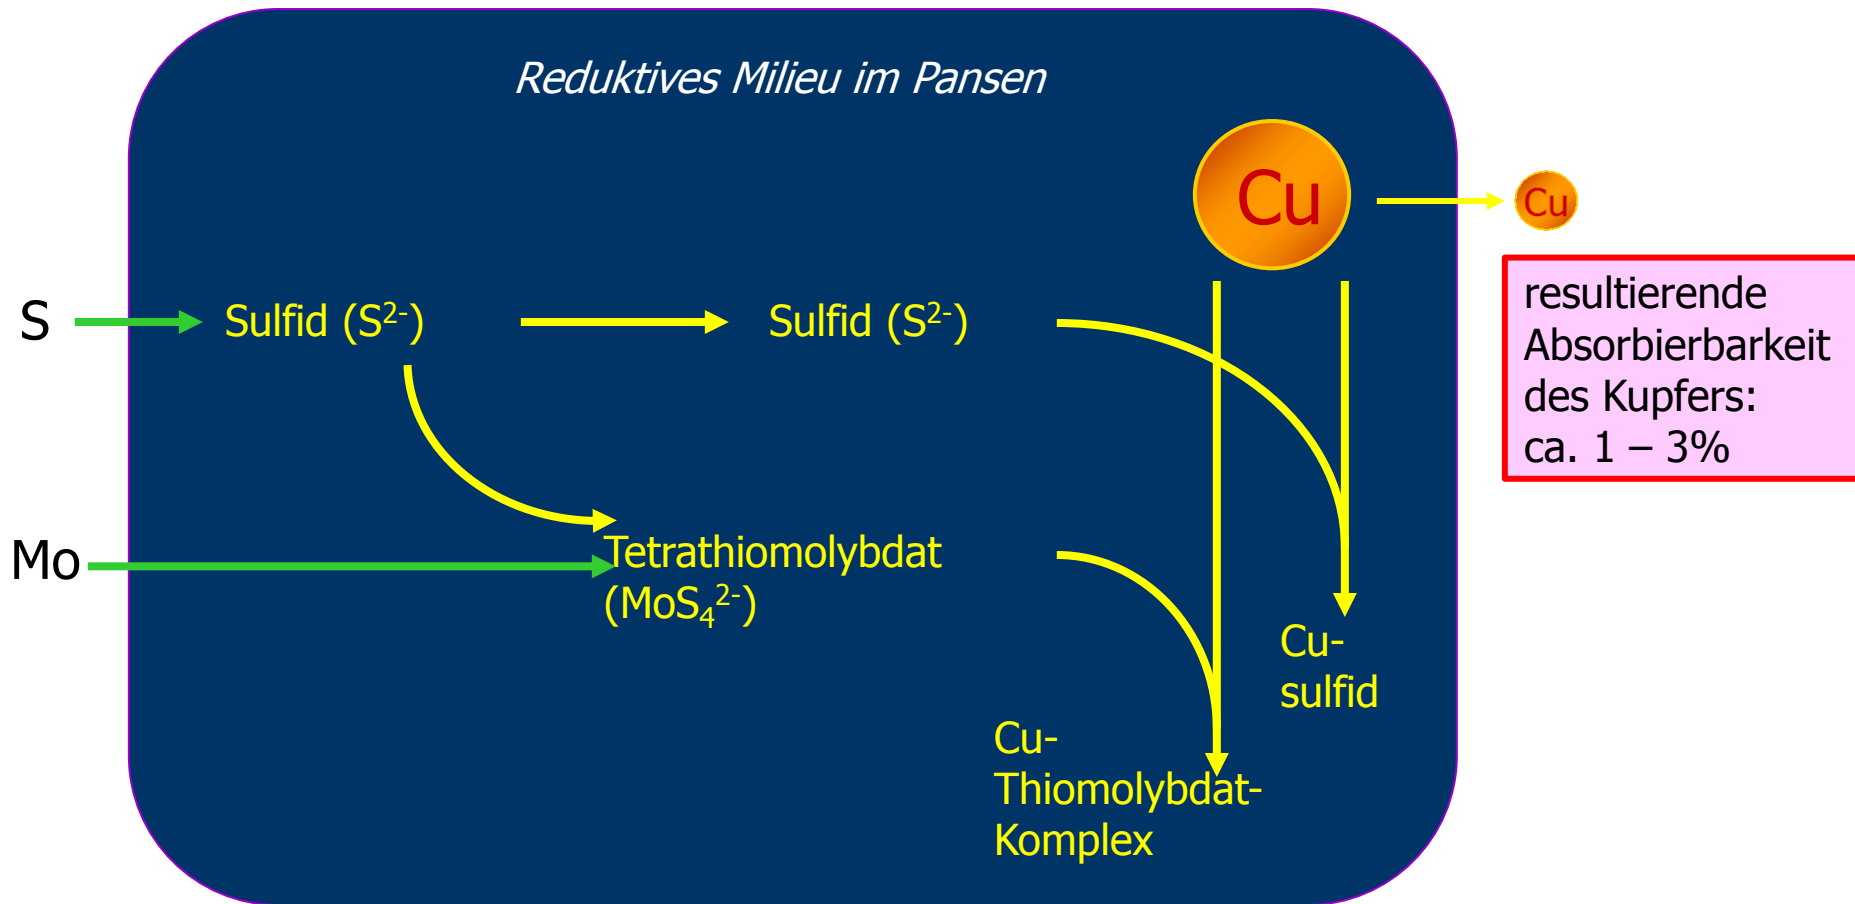 Reduktives Milieu im Pansen
Cu
Cu
S
Sulfid (S²⁻)
Sulfid (S²⁻)
resultierende
Absorbierbarkeit
des Kupfers:
ca. 1 – 3%
Mo
Tetrathiomolybdat
(MoS₄²⁻)
Cu-
sulfid
Cu-
Thiomolybdat-
Komplex